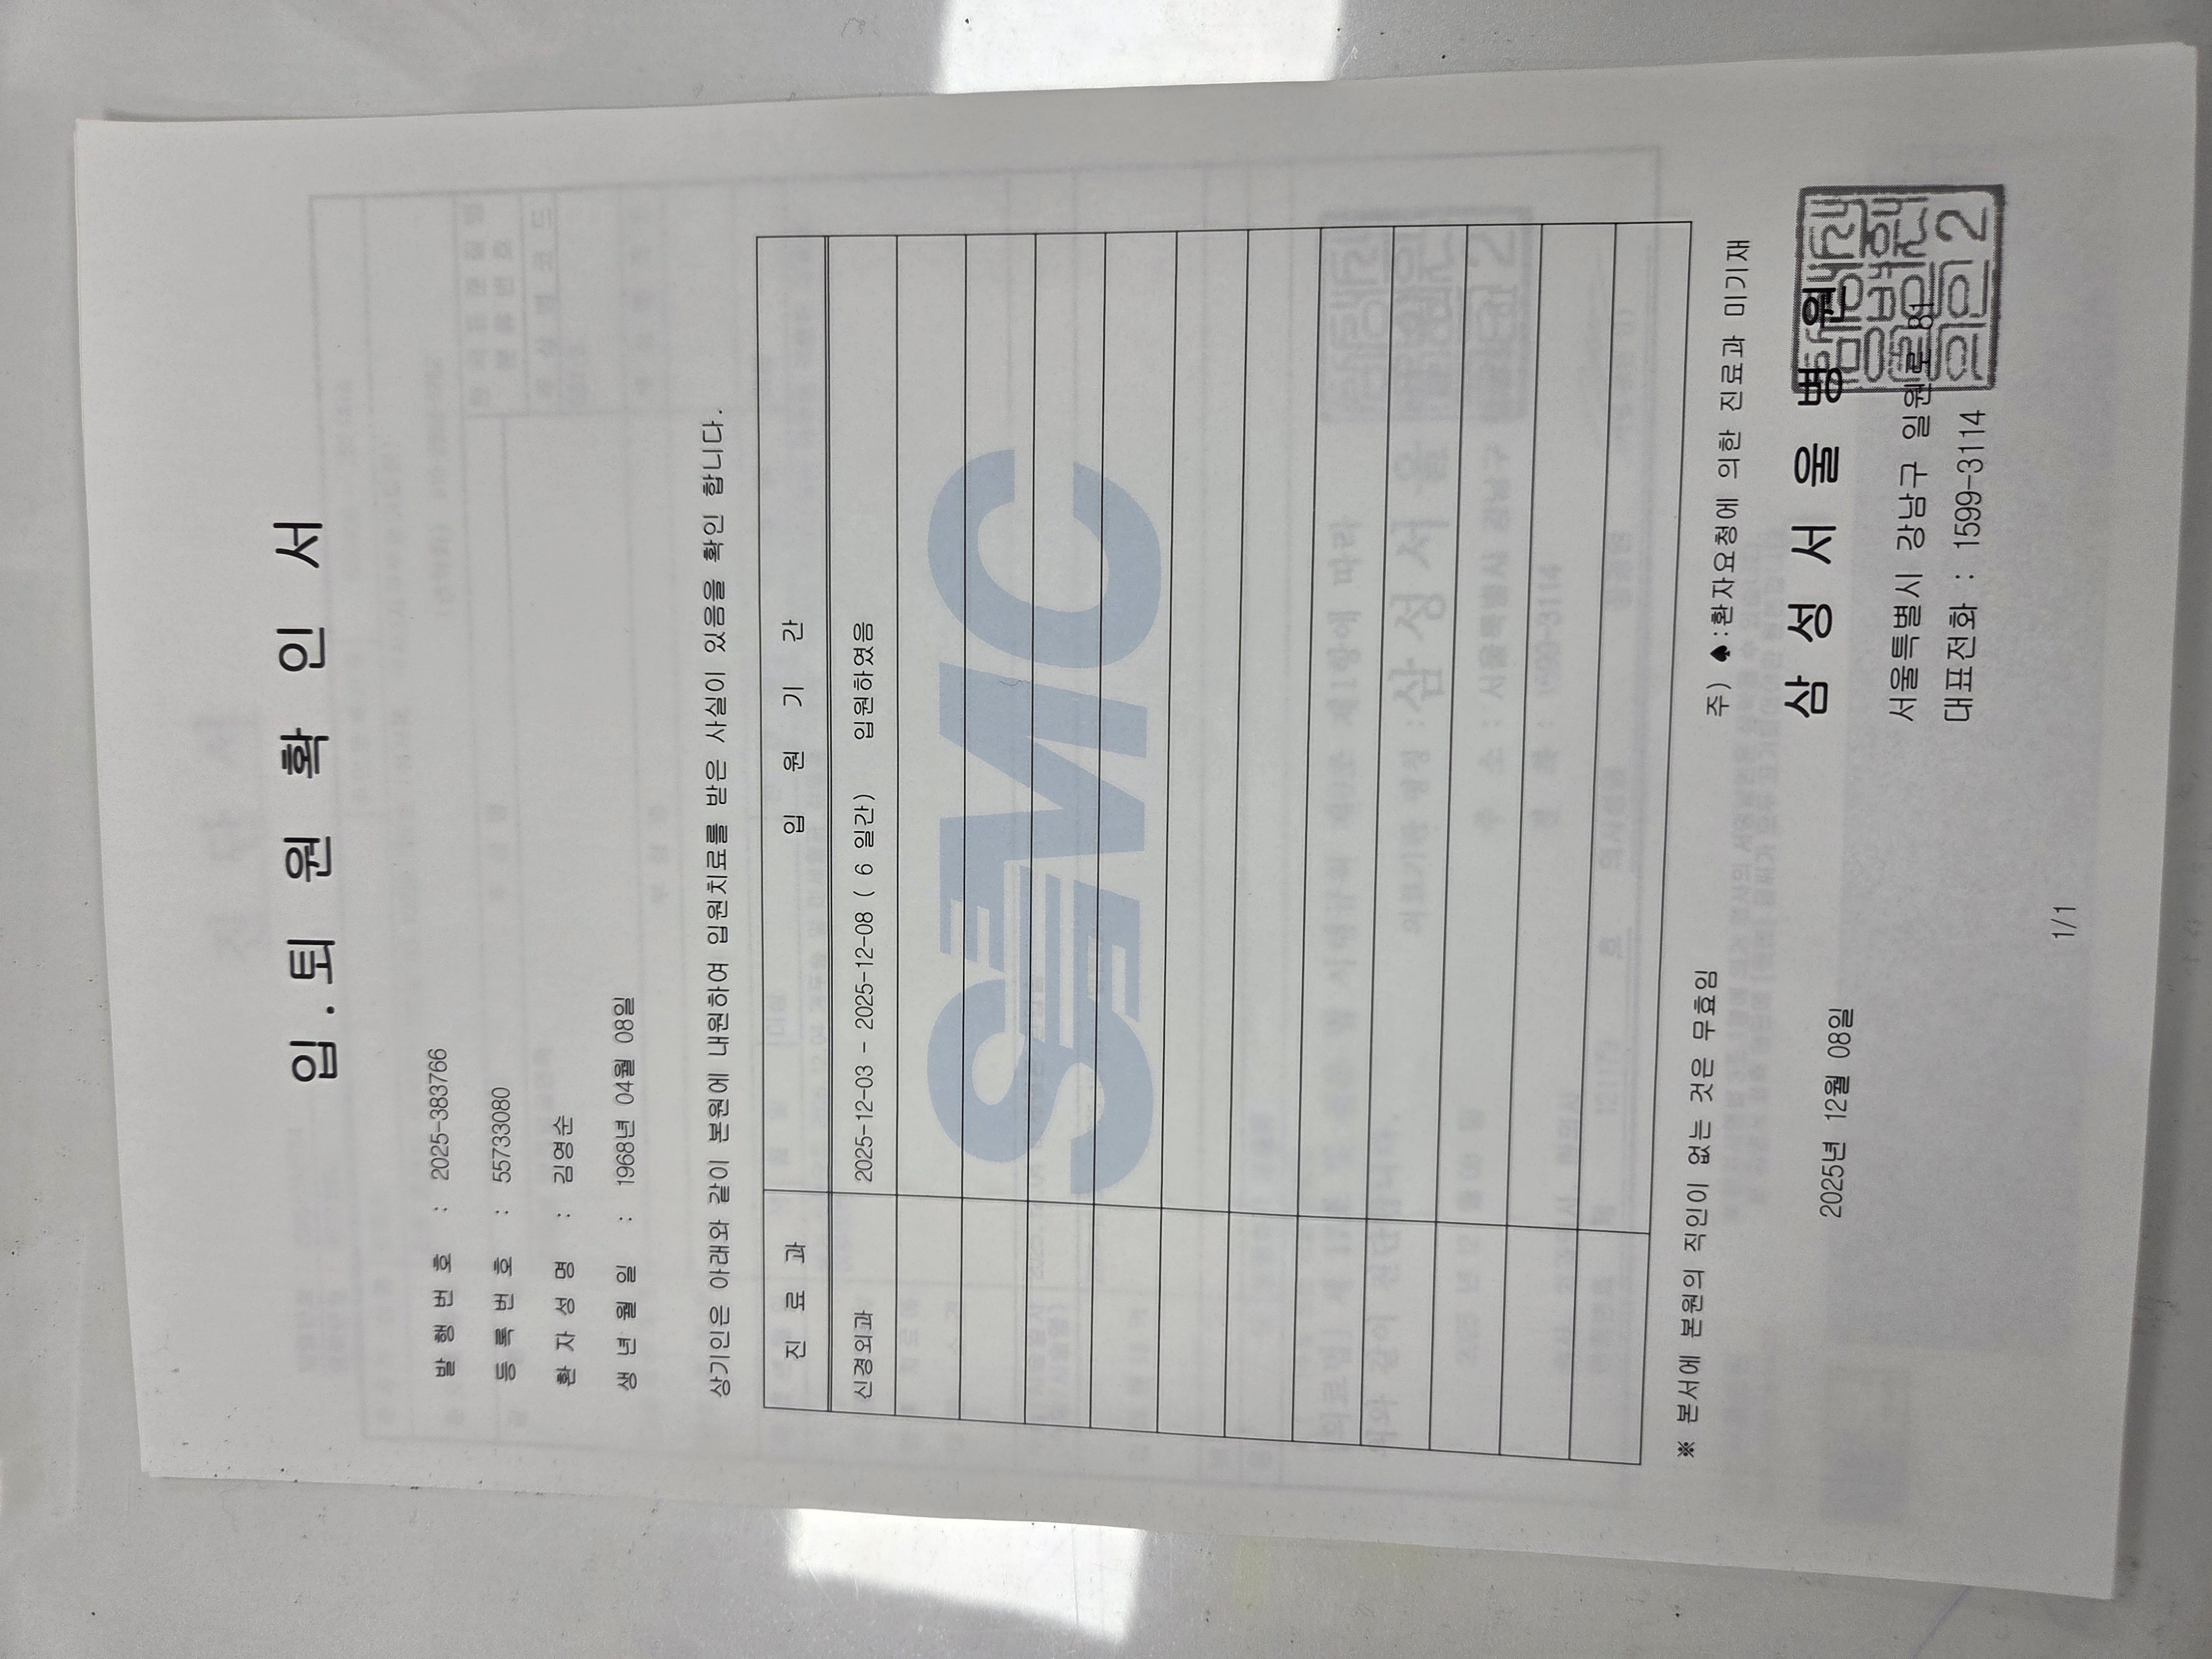 입.퇴원확인서
발행번호 : 2025-383766
등록번호 : 55733080
환자성명 : 김영순
생년월일 : 1968년 04월 08일
상기인은 아래와 같이 본원에 내원하여 입원치료를 받은 사실이 있음을 확인 합니다.
진료과 입원기간
신경외과 2025-12-03 - 2025-12-08 ( 6 일간) 입원하였음
SMC
※ 본서에 본원의 직인이 없는 것은 무효임
주) ♠:환자요청에 의한 진료과 미기재
2025년 12월 08일
삼성서울병원
서울특별시 강남구 일원로 81
대표전화 : 1599-3114
1/1